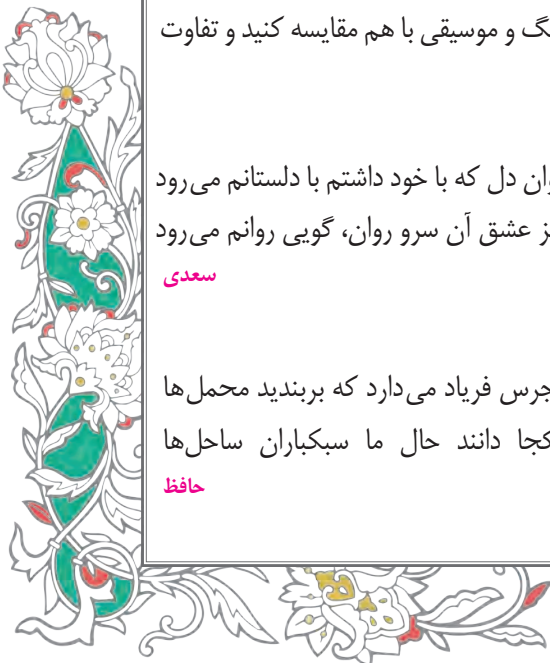 گ و موسیقی با هم مقایسه کنید و تفاوت
دل که با خود داشتم با دلستانم می‌رود
ز عشق آن سرو روان، گویی روانم می‌رود
سعدی
جرس فریاد می‌دارد که بربندید محمل‌ها
کجا دانند حال ما سبکباران ساحل‌ها
حافظ